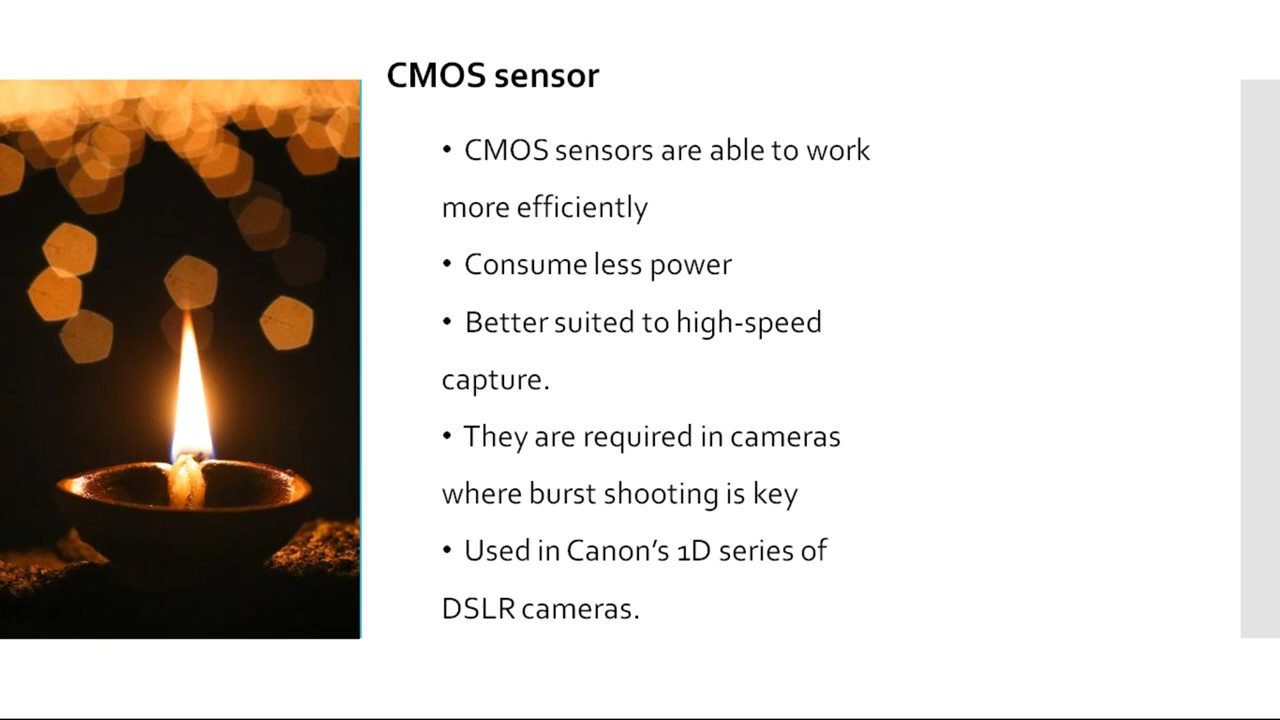 CMOS sensor
• CMOS sensors are able to work
more efficiently
• Consume less power
• Better suited to high-speed
capture.
• They are required in cameras
where burst shooting is key
• Used in Canon’s 1D series of
DSLR cameras.